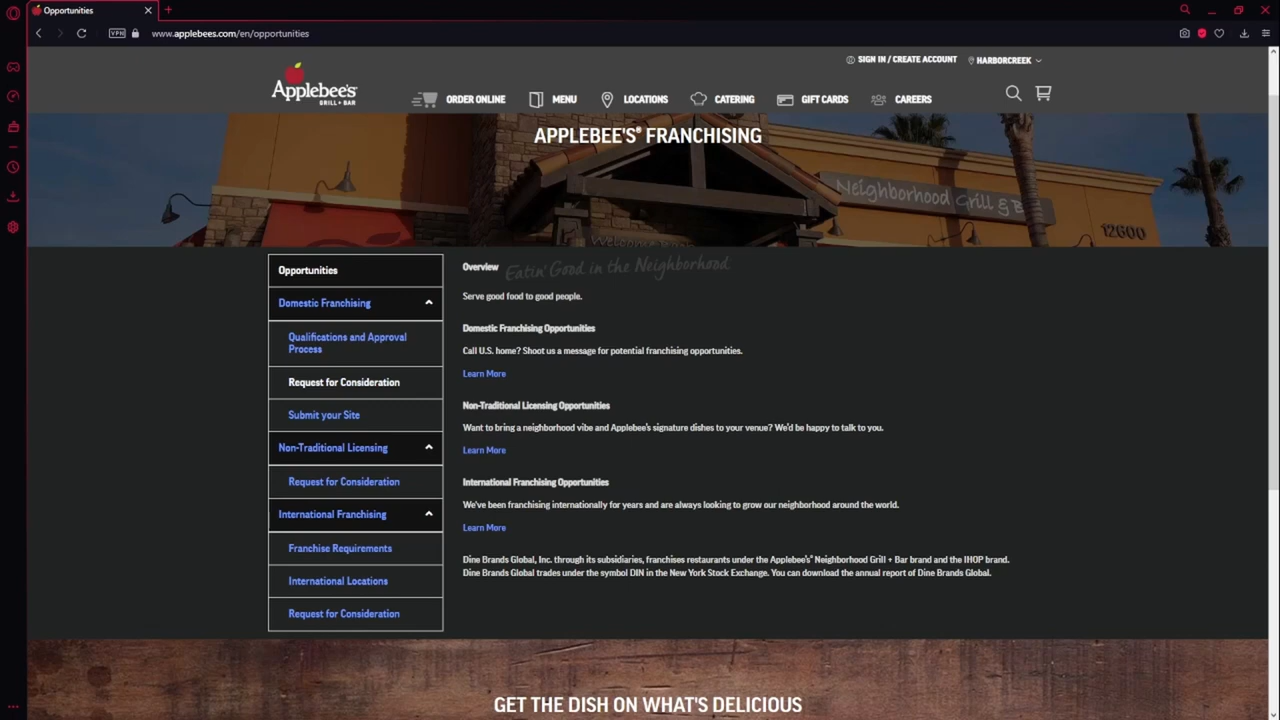 Opportunities
VPN
www.applebees.com/en/opportunities
SIGN IN / CREATE ACCOUNT
HARBORCREEK
Applebee's
GRILL + BAR
ORDER ONLINE
MENU
LOCATIONS
CATERING
GIFT CARDS
CAREERS
APPLEBEE'S® FRANCHISING
Neighborhood Grill &
12600
Welcome
Opportunities
Domestic Franchising
Qualifications and Approval
Process
Request for Consideration
Submit your Site
Non-Traditional Licensing
Request for Consideration
International Franchising
Franchise Requirements
International Locations
Request for Consideration
Overview
Eatin' Good in the Neighborhood
Serve good food to good people.
Domestic Franchising Opportunities
Call U.S. home? Shoot us a message for potential franchising opportunities.
Learn More
Non-Traditional Licensing Opportunities
Want to bring a neighborhood vibe and Applebee's signature dishes to your venue? We'd be happy to talk to you.
Learn More
International Franchising Opportunities
We've been franchising internationally for years and are always looking to grow our neighborhood around the world.
Learn More
Dine Brands Global, Inc. through its subsidiaries, franchises restaurants under the Applebee's® Neighborhood Grill + Bar brand and the IHOP brand.
Dine Brands Global trades under the symbol DIN in the New York Stock Exchange. You can download the annual report of Dine Brands Global.
GET THE DISH ON WHAT'S DELICIOUS